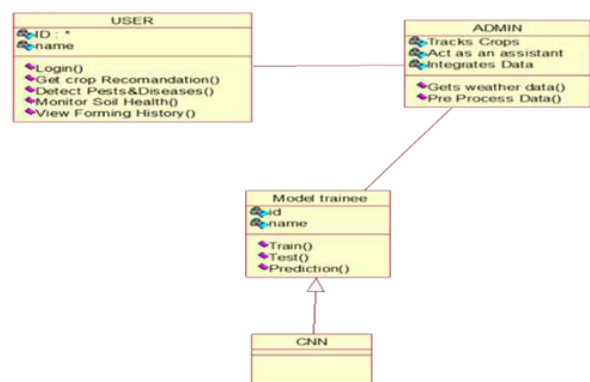 USER
ID : *
name
Login()
Get crop Recomandation()
Detect Pests&Diseases()
Monitor Soil Health()
View Forming History()
ADMIN
Tracks Crops
Act as an assistant
Integrates Data
Gets weather data()
Pre Process Data()
Model trainee
id
name
Train()
Test()
Prediction()
CNN